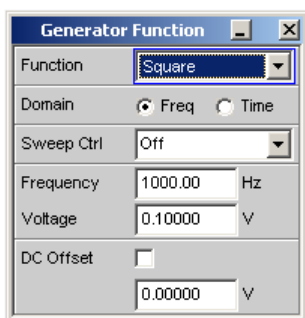 Generator Function
Function Square
Domain Freq Time
Sweep Ctrl Off
Frequency 1000.00 Hz
Voltage 0.10000 V
DC Offset
0.00000 V